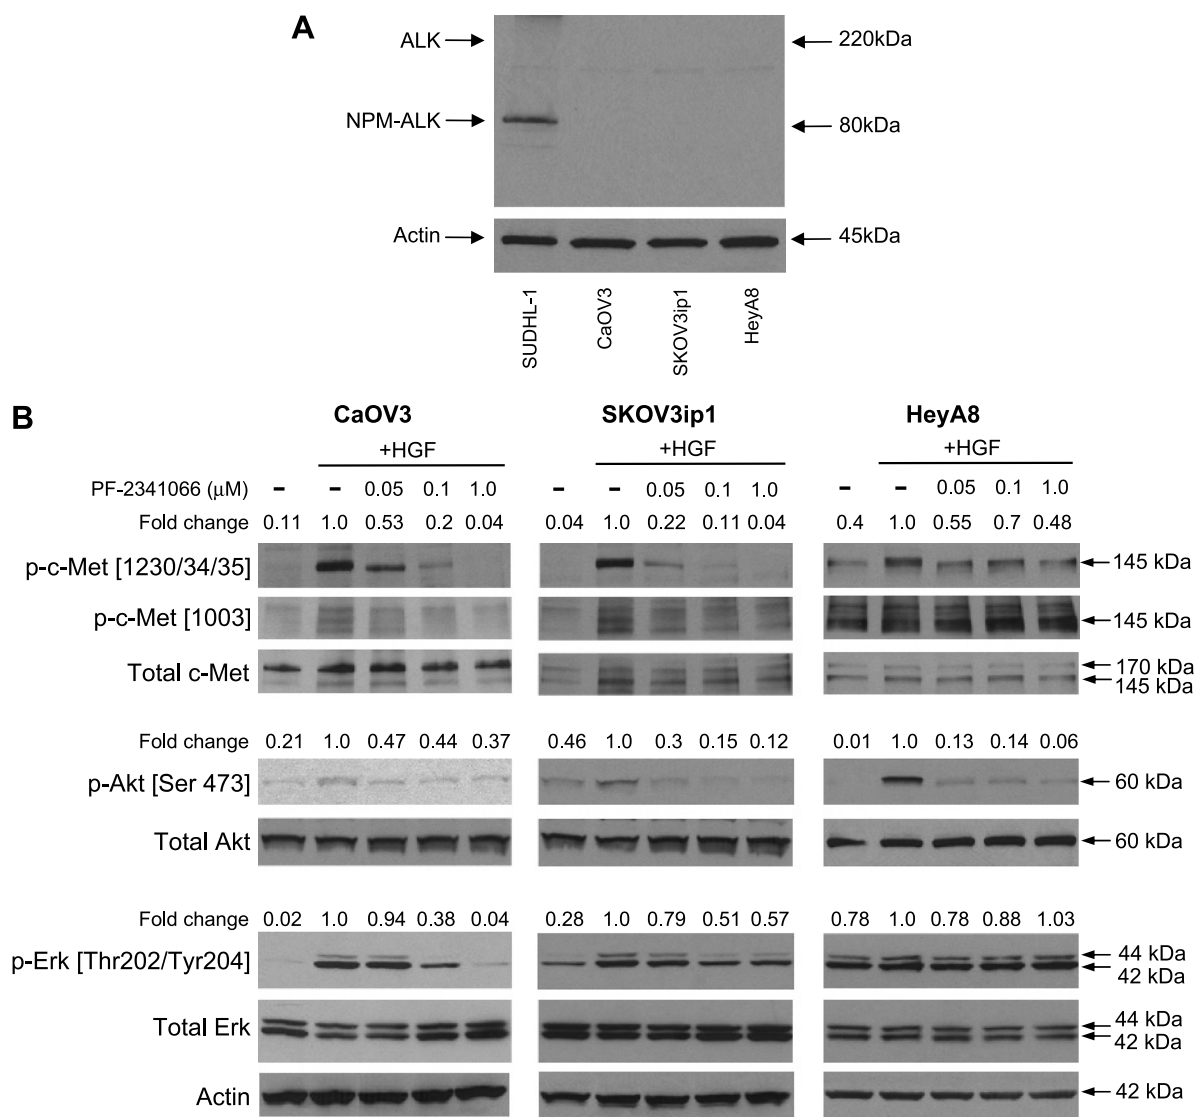 A
ALK
220kDa
NPM-ALK
80kDa
Actin
45kDa
SUDHL-1
CaOV3
SKOV3ip1
HeyA8
B
CaOV3 SKOV3ip1 HeyA8
+HGF +HGF +HGF
PF-2341066 (μM) – – 0.05 0.1 1.0 – – 0.05 0.1 1.0 – – 0.05 0.1 1.0
Fold change 0.11 1.0 0.53 0.2 0.04 0.04 1.0 0.22 0.11 0.04 0.4 1.0 0.55 0.7 0.48
p-c-Met [1230/34/35] 145 kDa
p-c-Met [1003] 145 kDa
Total c-Met 170 kDa
145 kDa
Fold change 0.21 1.0 0.47 0.44 0.37 0.46 1.0 0.3 0.15 0.12 0.01 1.0 0.13 0.14 0.06
p-Akt [Ser 473] 60 kDa
Total Akt 60 kDa
Fold change 0.02 1.0 0.94 0.38 0.04 0.28 1.0 0.79 0.51 0.57 0.78 1.0 0.78 0.88 1.03
p-Erk [Thr202/Tyr204] 44 kDa
42 kDa
Total Erk 44 kDa
42 kDa
Actin 42 kDa